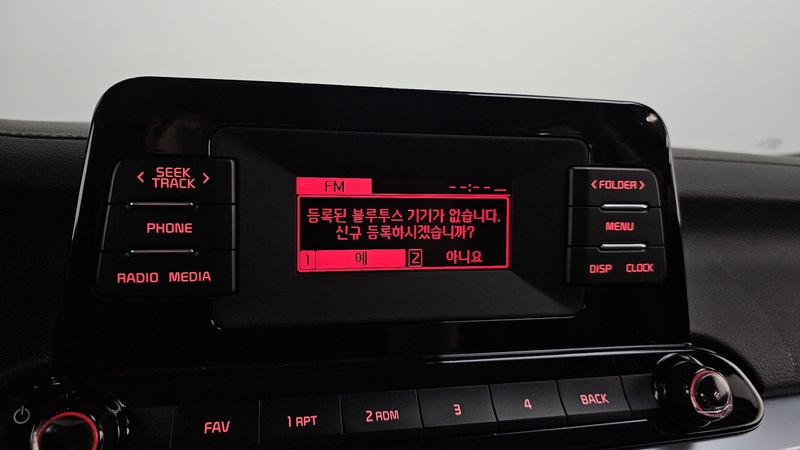 < SEEK TRACK >
PHONE
RADIO MEDIA
FM --:-- __
등록된 블루투스 기기가 없습니다.
신규 등록하시겠습니까?
1 예 2 아니요
< FOLDER >
MENU
DISP CLOCK
FAV 1 RPT 2 RDM 3 4 BACK